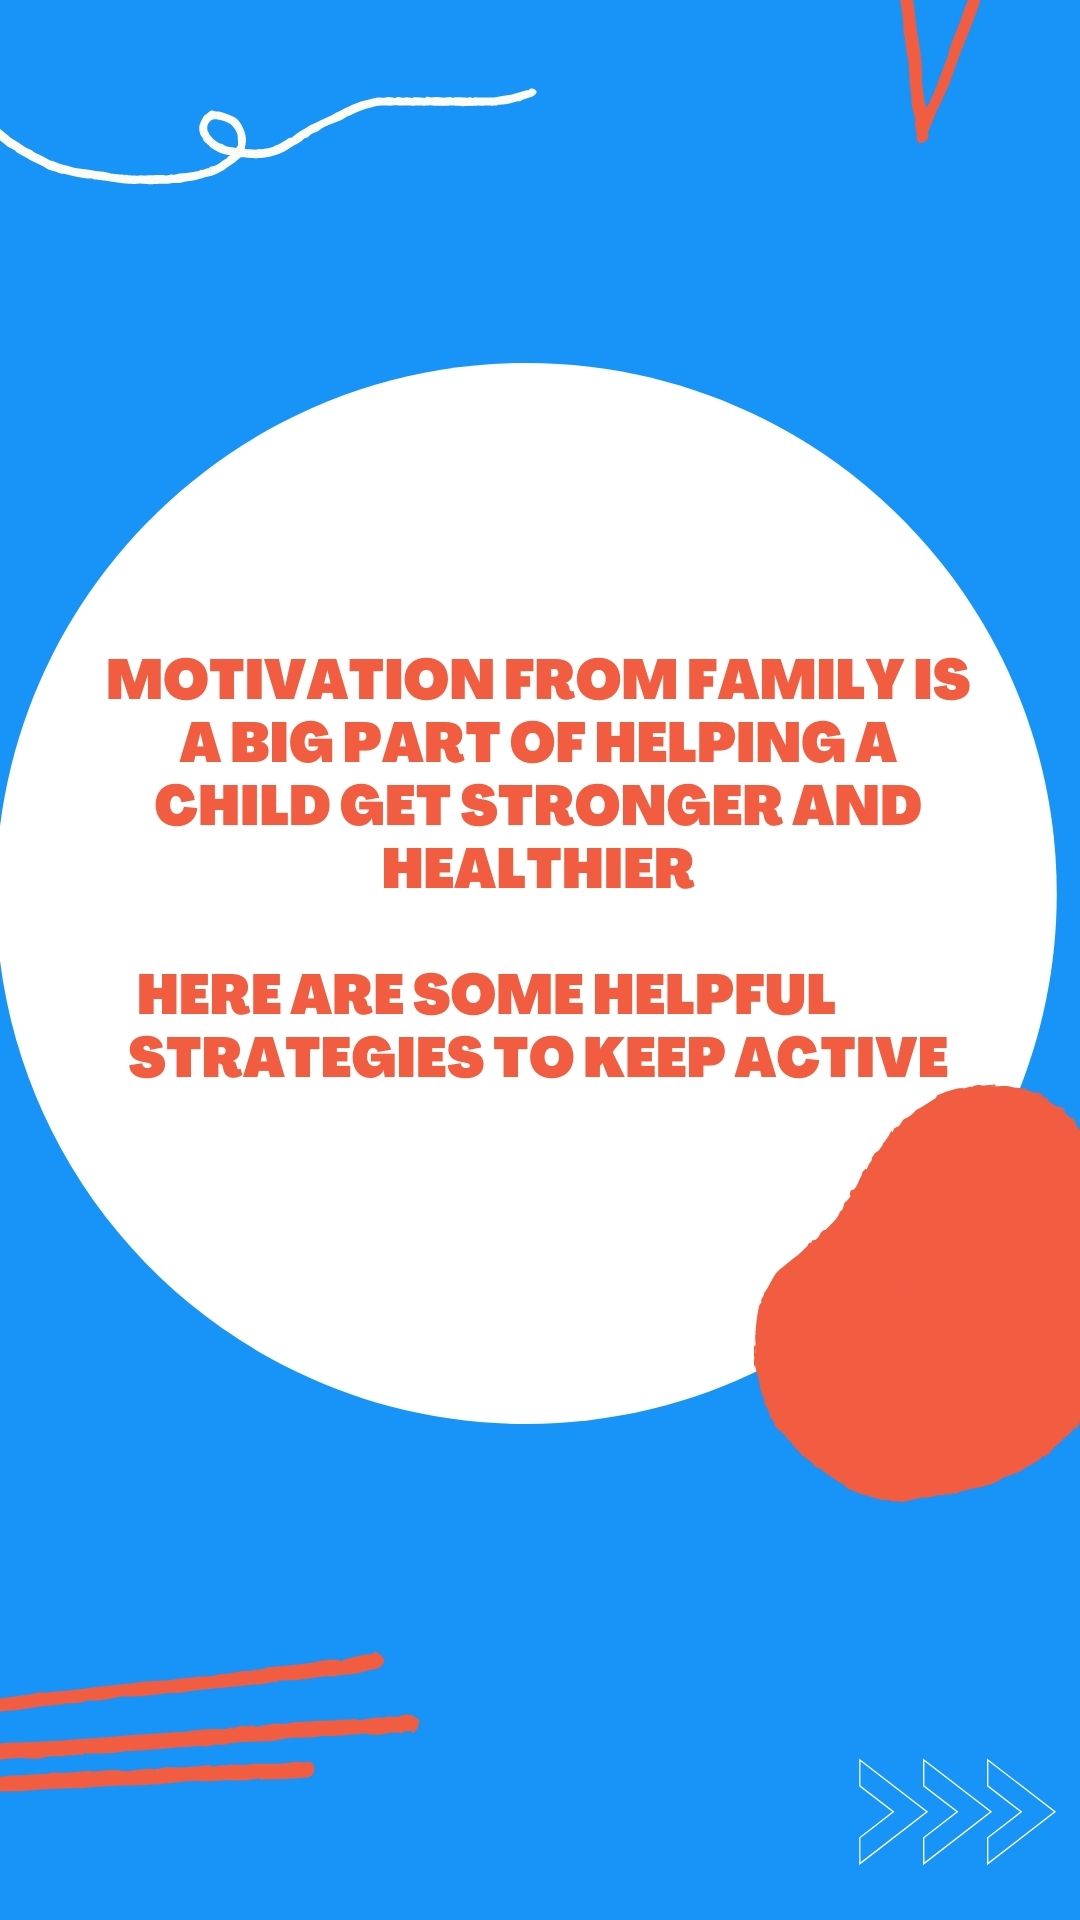 MOTIVATION FROM FAMILY IS
A BIG PART OF HELPING A
CHILD GET STRONGER AND
HEALTHIER
HERE ARE SOME HELPFUL
STRATEGIES TO KEEP ACTIVE